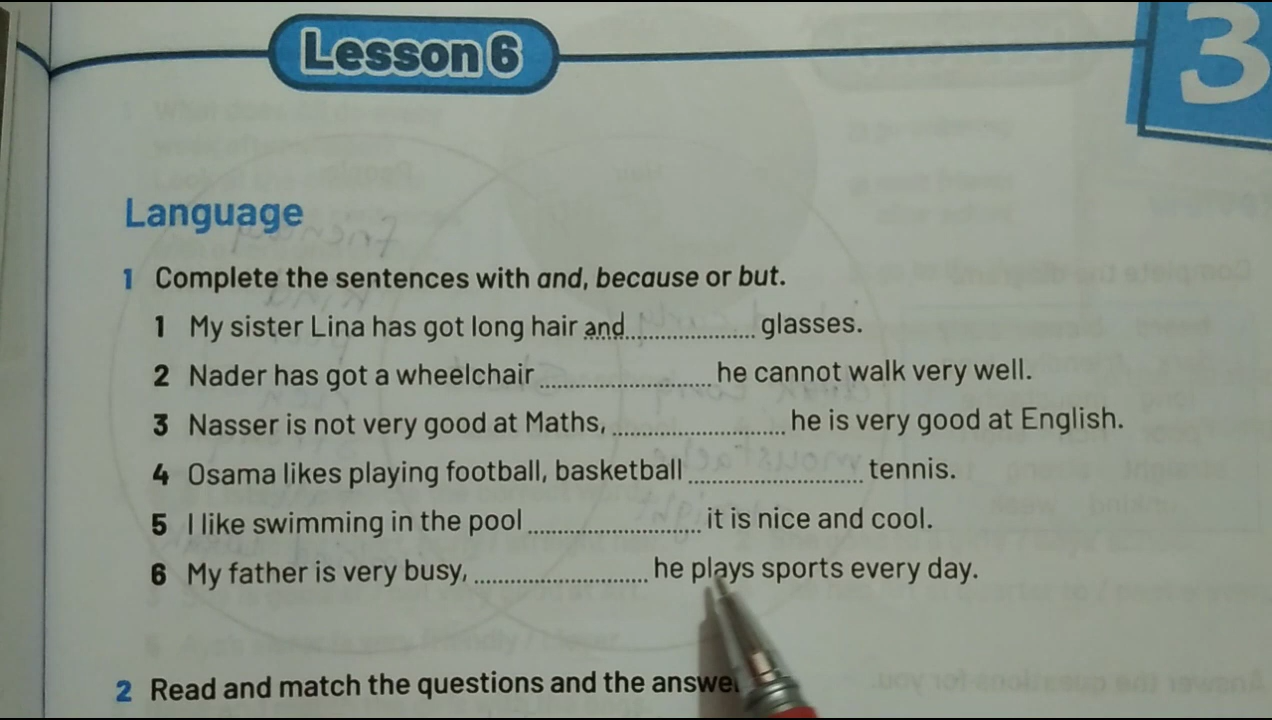 Lesson 6
3
Language
1 Complete the sentences with and, because or but.
1 My sister Lina has got long hair and.................... glasses.
2 Nader has got a wheelchair........................... he cannot walk very well.
3 Nasser is not very good at Maths,........................... he is very good at English.
4 Osama likes playing football, basketball........................... tennis.
5 I like swimming in the pool........................... it is nice and cool.
6 My father is very busy,........................... he plays sports every day.
2 Read and match the questions and the